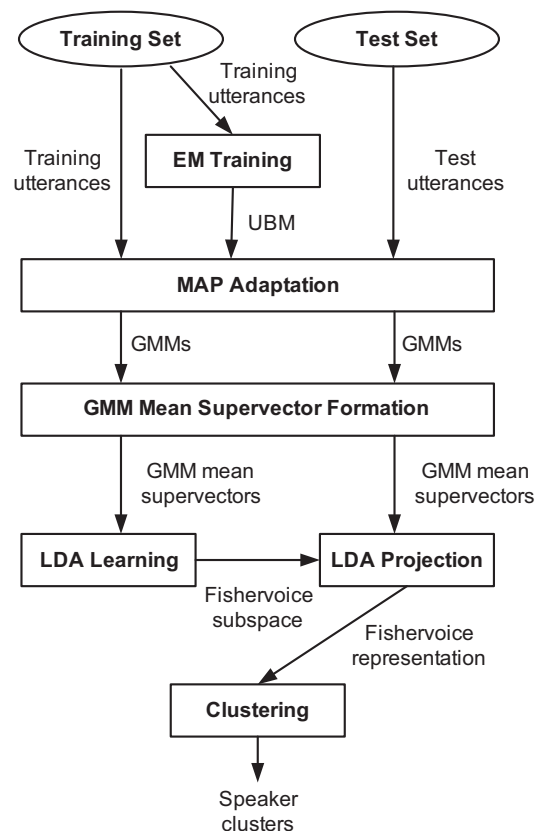 Training Set
Test Set
Training
utterances
EM Training
Training
utterances
Test
utterances
UBM
MAP Adaptation
GMMs
GMMs
GMM Mean Supervector Formation
GMM mean
supervectors
GMM mean
supervectors
LDA Learning
LDA Projection
Fishervoice
subspace
Fishervoice
representation
Clustering
Speaker
clusters